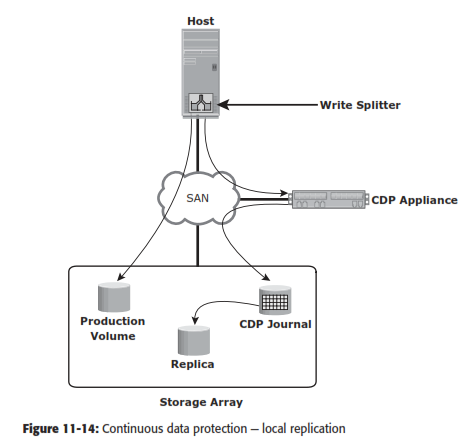 Host
Write Splitter
SAN
CDP Appliance
Production
Volume
CDP Journal
Replica
Storage Array
Figure 11-14: Continuous data protection – local replication